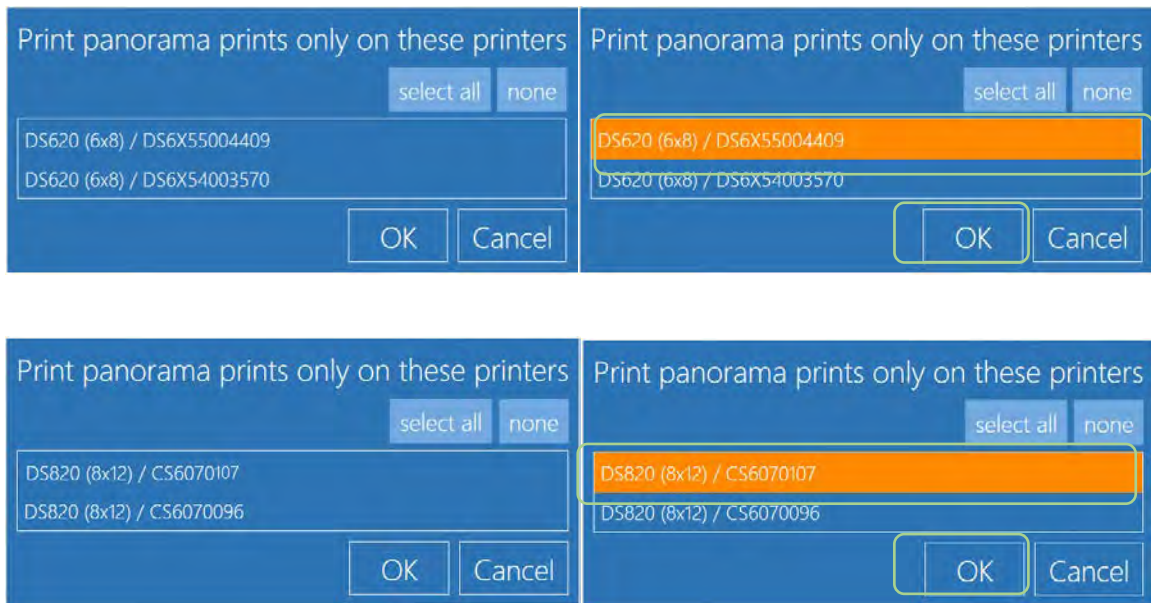 Print panorama prints only on these printers
select all none
DS620 (6x8) / DS6X55004409
DS620 (6x8) / DS6X54003570
OK Cancel
Print panorama prints only on these printers
select all none
DS620 (6x8) / DS6X55004409
DS620 (6x8) / DS6X54003570
OK Cancel
Print panorama prints only on these printers
select all none
DS820 (8x12) / CS6070107
DS820 (8x12) / CS6070096
OK Cancel
Print panorama prints only on these printers
select all none
DS820 (8x12) / CS6070107
DS820 (8x12) / CS6070096
OK Cancel